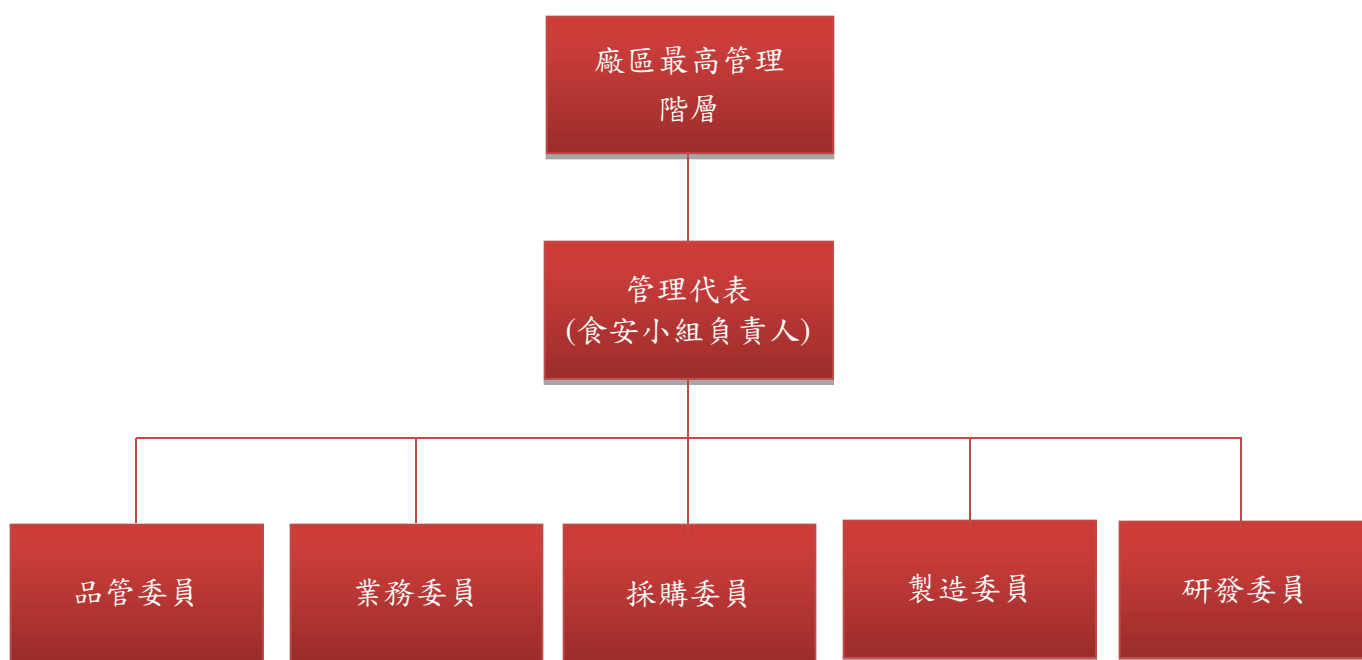 廠區最高管理
階層
管理代表
(食安小組負責人)
品管委員
業務委員
採購委員
製造委員
研發委員